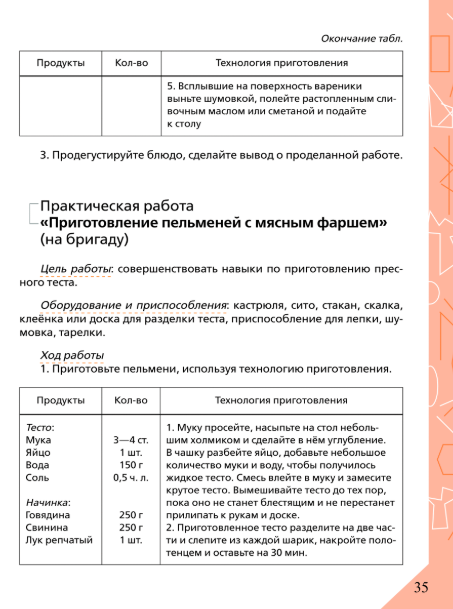 Окончание табл.
Продукты Кол-во Технология приготовления
5. Всплывшие на поверхность вареники
выньте шумовкой, полейте растопленным сли-
вочным маслом или сметаной и подайте
к столу
3. Продегустируйте блюдо, сделайте вывод о проделанной работе.
Практическая работа
«Приготовление пельменей с мясным фаршем»
(на бригаду)
Цель работы: совершенствовать навыки по приготовлению прес-
ного теста.
Оборудование и приспособления: кастрюля, сито, стакан, скалка,
клеёнка или доска для разделки теста, приспособление для лепки, шу-
мовка, тарелки.
Ход работы
1. Приготовьте пельмени, используя технологию приготовления.
Продукты Кол-во Технология приготовления
Тесто: 1. Муку просейте, насыпьте на стол неболь-
Мука 3—4 ст. шим холмиком и сделайте в нём углубление.
Яйцо 1 шт. В чашку разбейте яйцо, добавьте небольшое
Вода 150 г количество муки и воду, чтобы получилось
Соль 0,5 ч. л. жидкое тесто. Смесь влейте в муку и замесите
крутое тесто. Вымешивайте тесто до тех пор,
Начинка: пока оно не станет блестящим и не перестанет
Говядина 250 г прилипать к рукам и доске.
Свинина 250 г 2. Приготовленное тесто разделите на две час-
Лук репчатый 1 шт. ти и слепите из каждой шарик, накройте поло-
тенцем и оставьте на 30 мин.
35